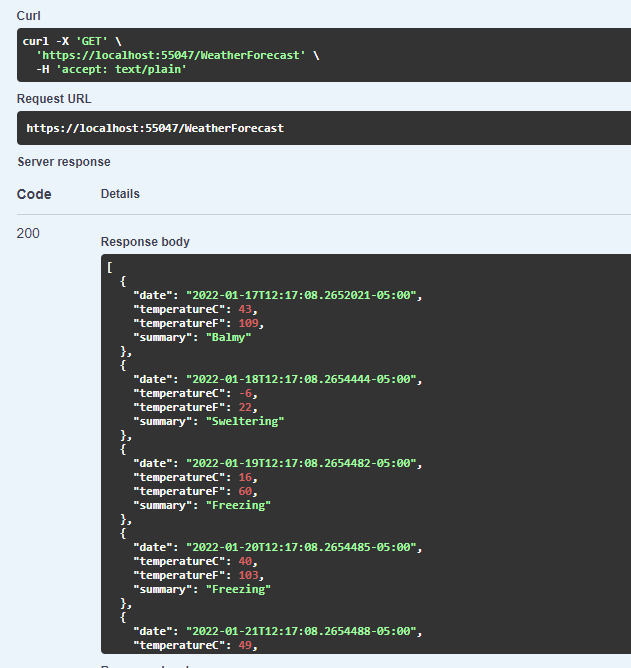 Curl
curl -X 'GET' \
  'https://localhost:55047/WeatherForecast' \
  -H 'accept: text/plain'
Request URL
https://localhost:55047/WeatherForecast
Server response
Code Details
200
Response body
[
  {
    "date": "2022-01-17T12:17:08.2652021-05:00",
    "temperatureC": 43,
    "temperatureF": 109,
    "summary": "Balmy"
  },
  {
    "date": "2022-01-18T12:17:08.2654444-05:00",
    "temperatureC": -6,
    "temperatureF": 22,
    "summary": "Sweltering"
  },
  {
    "date": "2022-01-19T12:17:08.2654482-05:00",
    "temperatureC": 16,
    "temperatureF": 60,
    "summary": "Freezing"
  },
  {
    "date": "2022-01-20T12:17:08.2654485-05:00",
    "temperatureC": 40,
    "temperatureF": 103,
    "summary": "Freezing"
  },
  {
    "date": "2022-01-21T12:17:08.2654488-05:00",
    "temperatureC": 49,